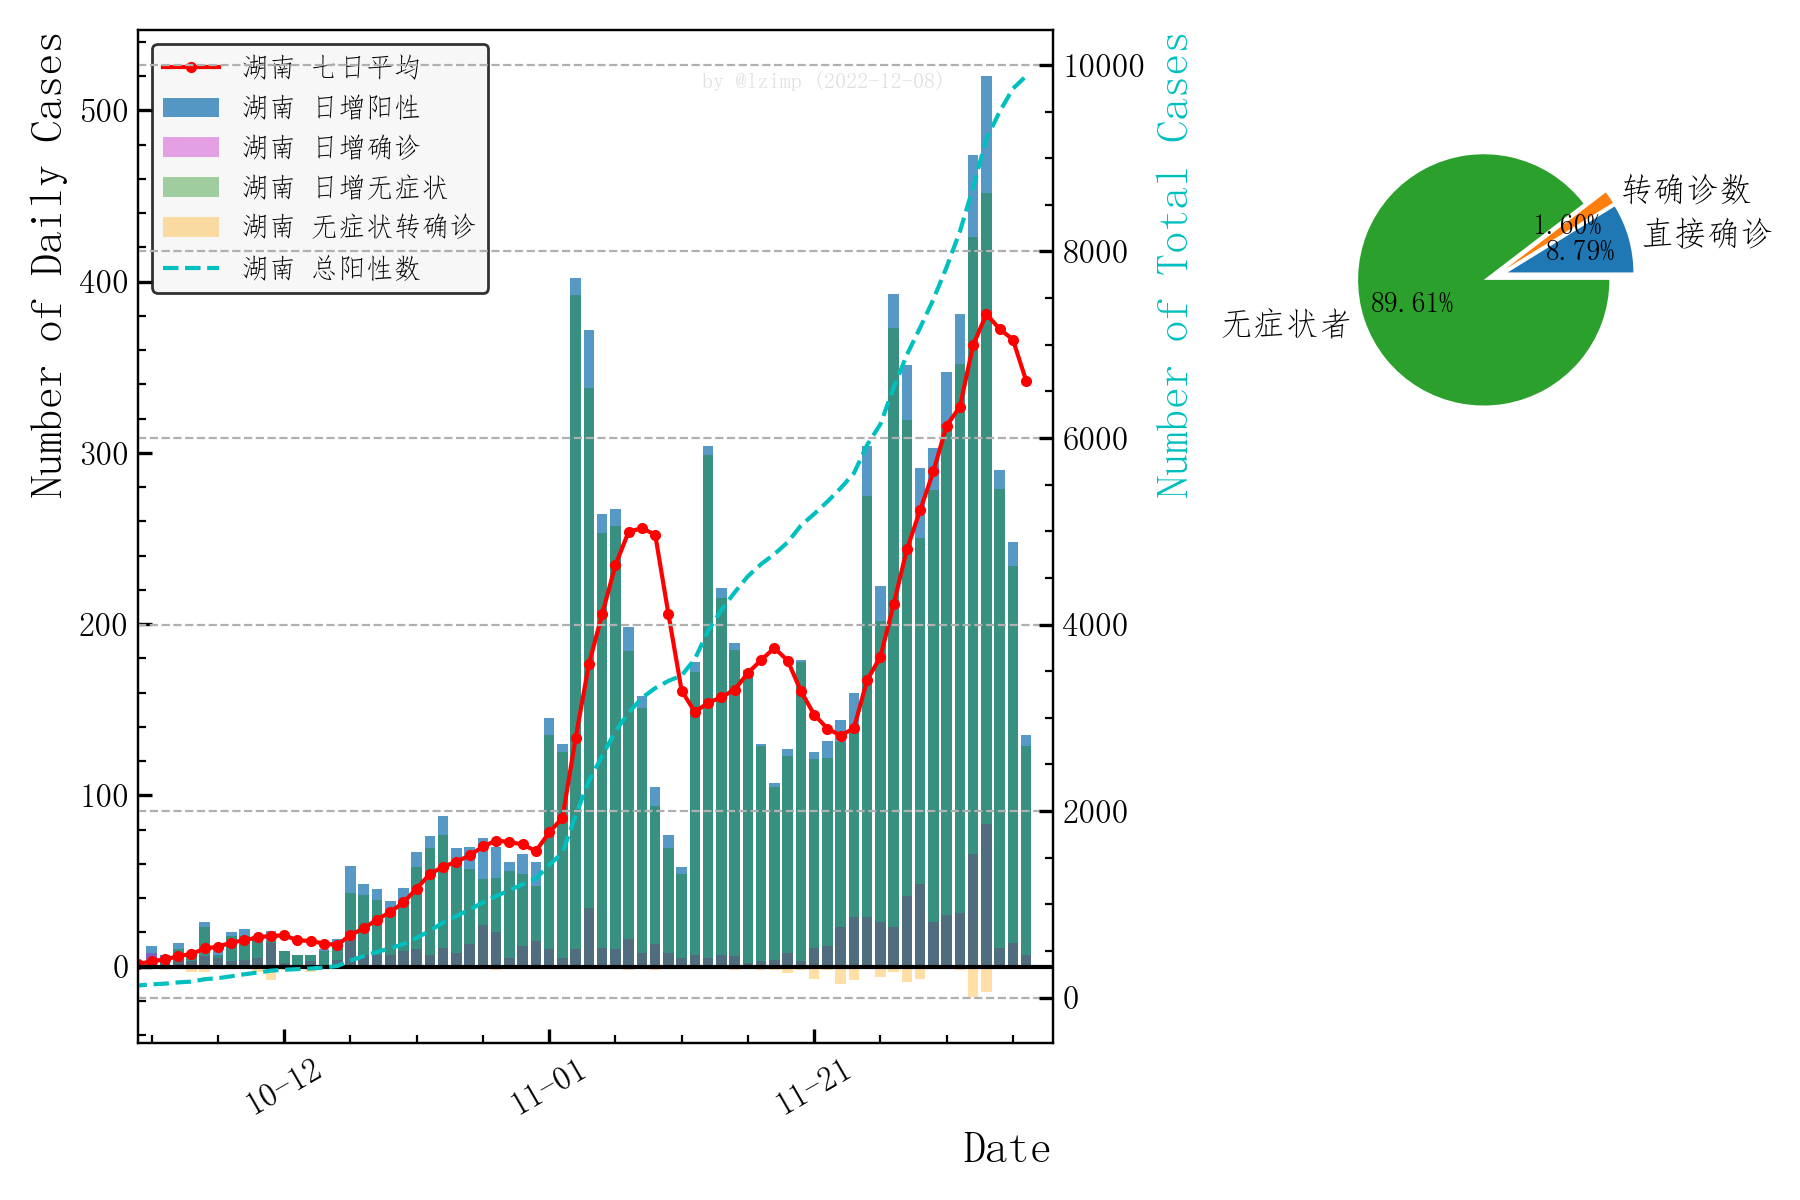 Number of Daily Cases
500
400
300
200
100
0
湖南 七日平均
湖南 日增阳性
湖南 日增确诊
湖南 日增无症状
湖南 无症状转确诊
湖南 总阳性数
by @lzimp (2022-12-08)
10000
8000
6000
4000
2000
0
Number of Total Cases
10-12
11-01
11-21
Date
转确诊数
1.60%
直接确诊
8.79%
89.61%
无症状者